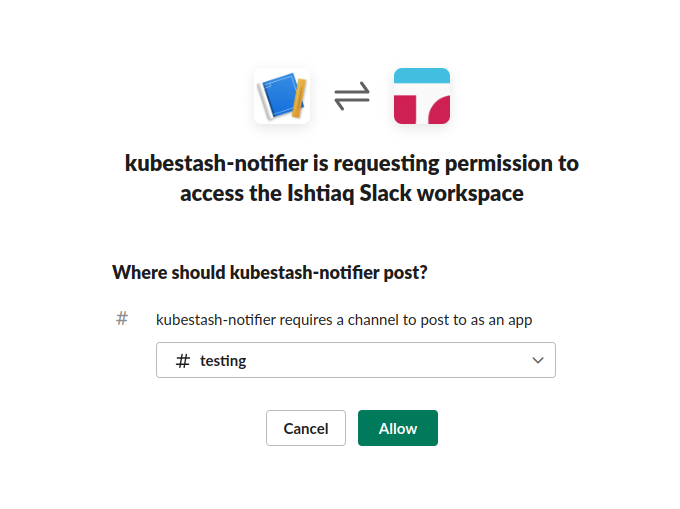 kubestash-notifier is requesting permission to
access the Ishtiaq Slack workspace
Where should kubestash-notifier post?
# kubestash-notifier requires a channel to post to as an app
# testing
Cancel Allow